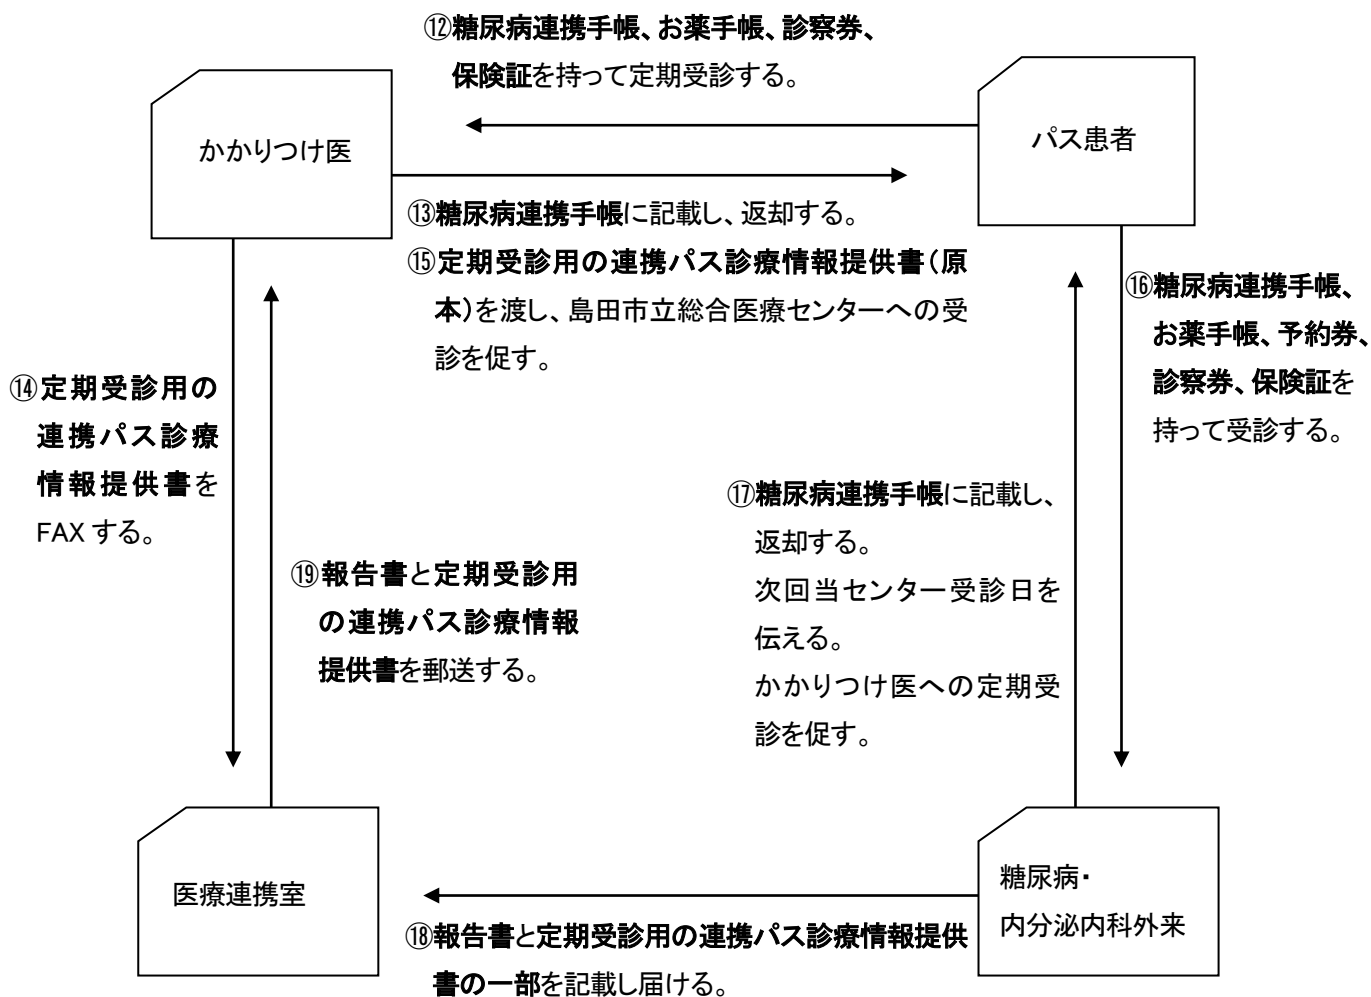 ⑫糖尿病連携手帳、お薬手帳、診察券、
保険証を持って定期受診する。
かかりつけ医
パス患者
⑬糖尿病連携手帳に記載し、返却する。
⑮定期受診用の連携パス診療情報提供書(原
本)を渡し、島田市立総合医療センターへの受
診を促す。
⑯糖尿病連携手帳、
お薬手帳、予約券、
診察券、保険証を
持って受診する。
⑭定期受診用の
連携パス診療
情報提供書を
FAX する。
⑰糖尿病連携手帳に記載し、
返却する。
次回当センター受診日を
伝える。
かかりつけ医への定期受
診を促す。
⑲報告書と定期受診用
の連携パス診療情報
提供書を郵送する。
医療連携室
糖尿病・
内分泌内科外来
⑱報告書と定期受診用の連携パス診療情報提供
書の一部を記載し届ける。